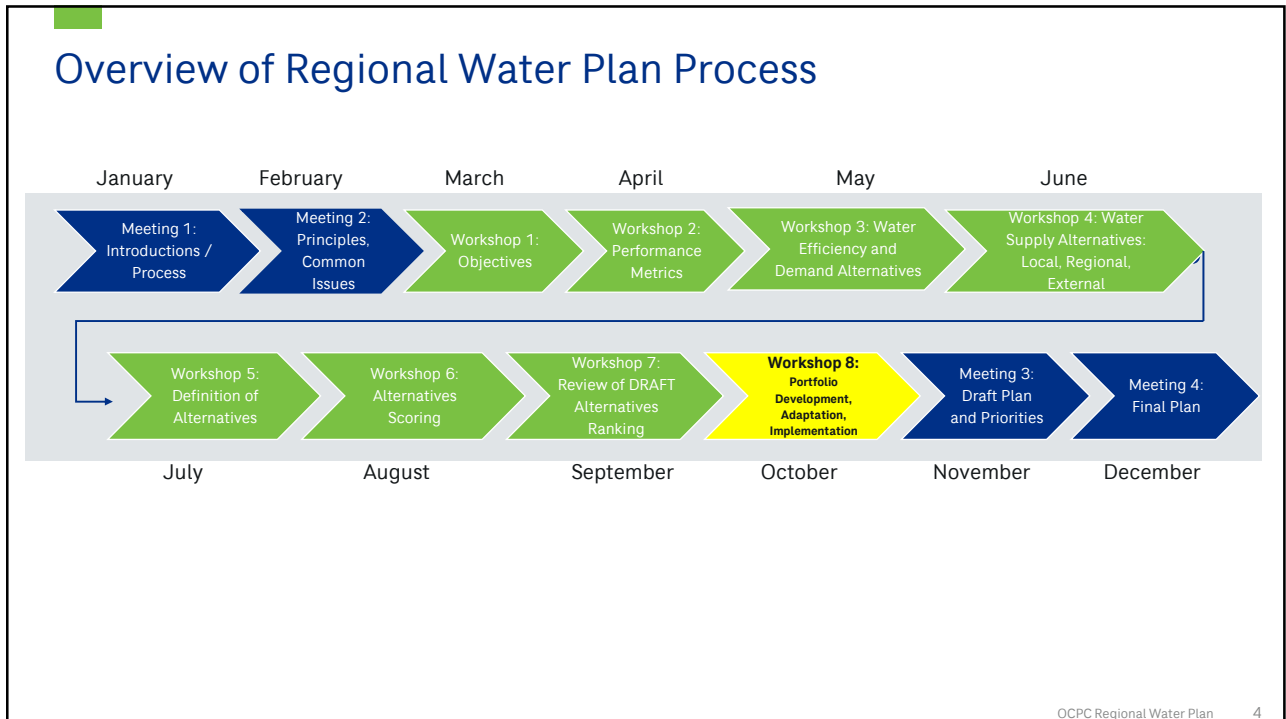 Overview of Regional Water Plan Process
January February March April May June
Meeting 1:
Introductions /
Process
Meeting 2:
Principles,
Common
Issues
Workshop 1:
Objectives
Workshop 2:
Performance
Metrics
Workshop 3: Water
Efficiency and
Demand Alternatives
Workshop 4: Water
Supply Alternatives:
Local, Regional,
External
Workshop 5:
Definition of
Alternatives
Workshop 6:
Alternatives
Scoring
Workshop 7:
Review of DRAFT
Alternatives
Ranking
Workshop 8:
Portfolio
Development,
Adaptation,
Implementation
Meeting 3:
Draft Plan
and Priorities
Meeting 4:
Final Plan
July August September October November December
OCPC Regional Water Plan 4